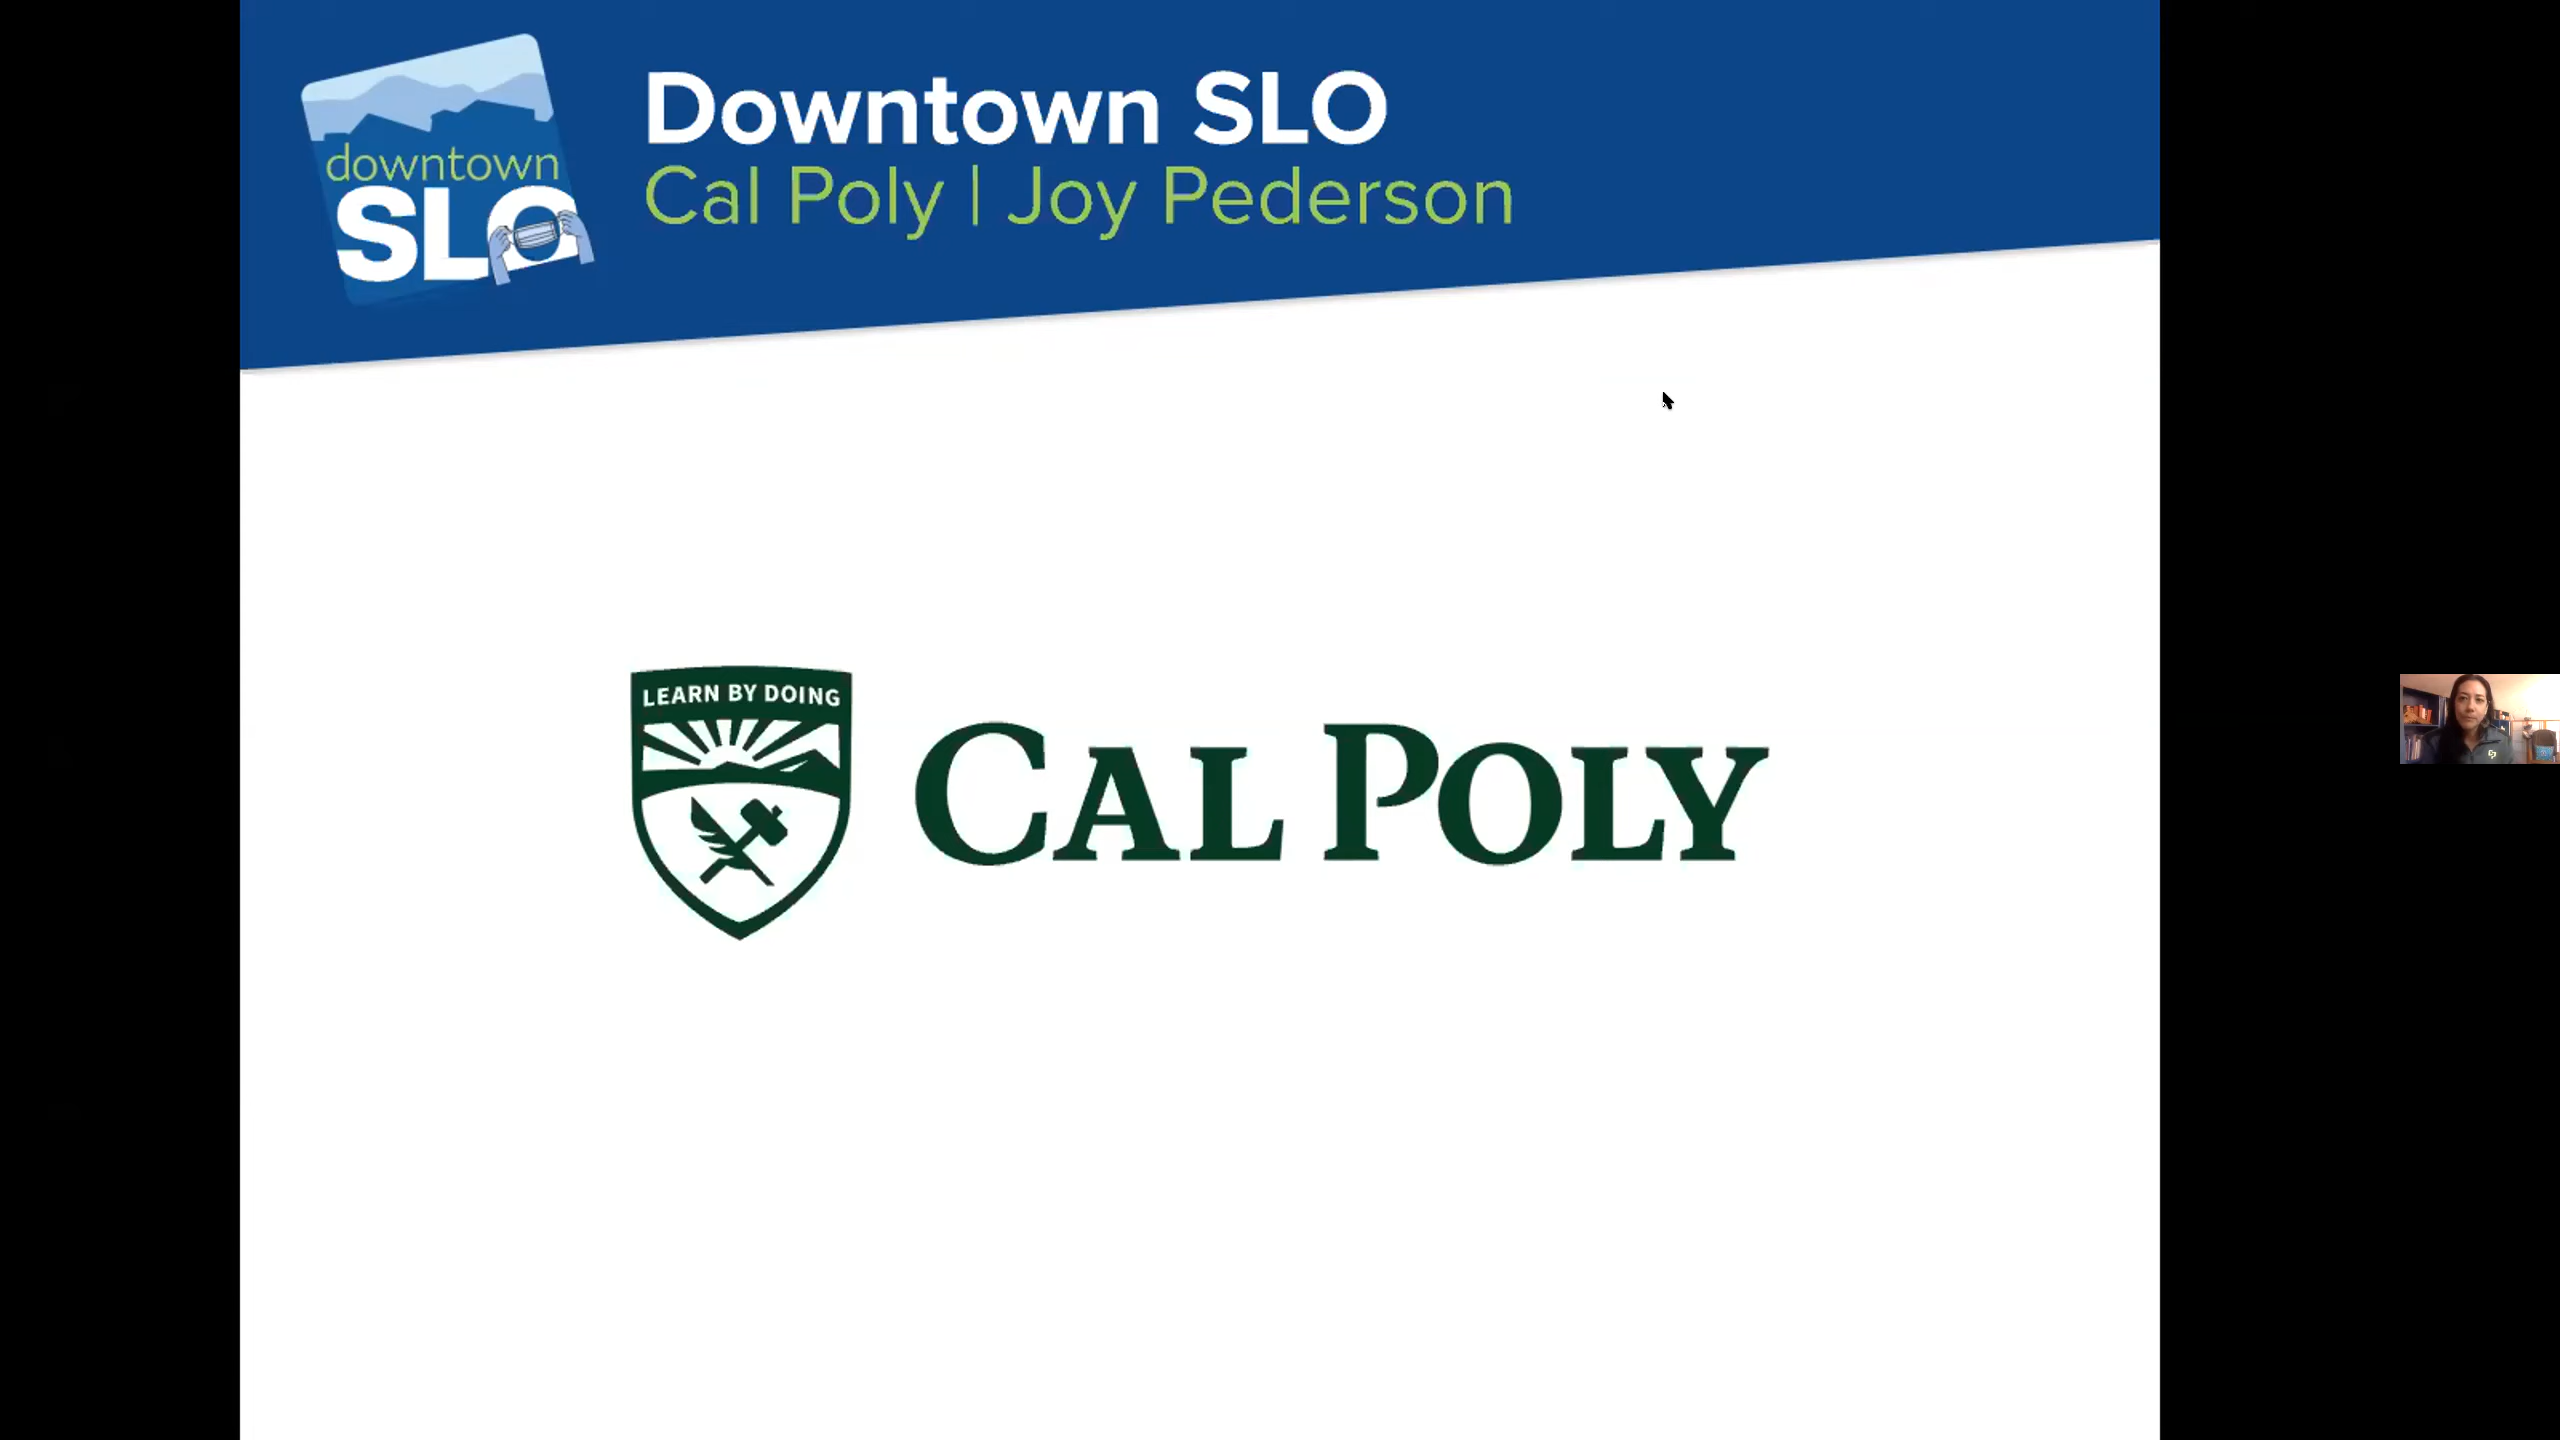 downtown
SLO
Downtown SLO
Cal Poly | Joy Pederson
LEARN BY DOING
CAL POLY